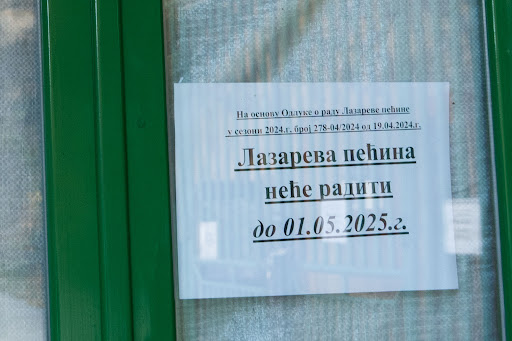 На основу Одлуке о раду Лазареве пећине
у сезони 2024.г. број 278-04/2024 од 19.04.2024.г.
Лазарева пећина
неће радити
до 01.05.2025.г.